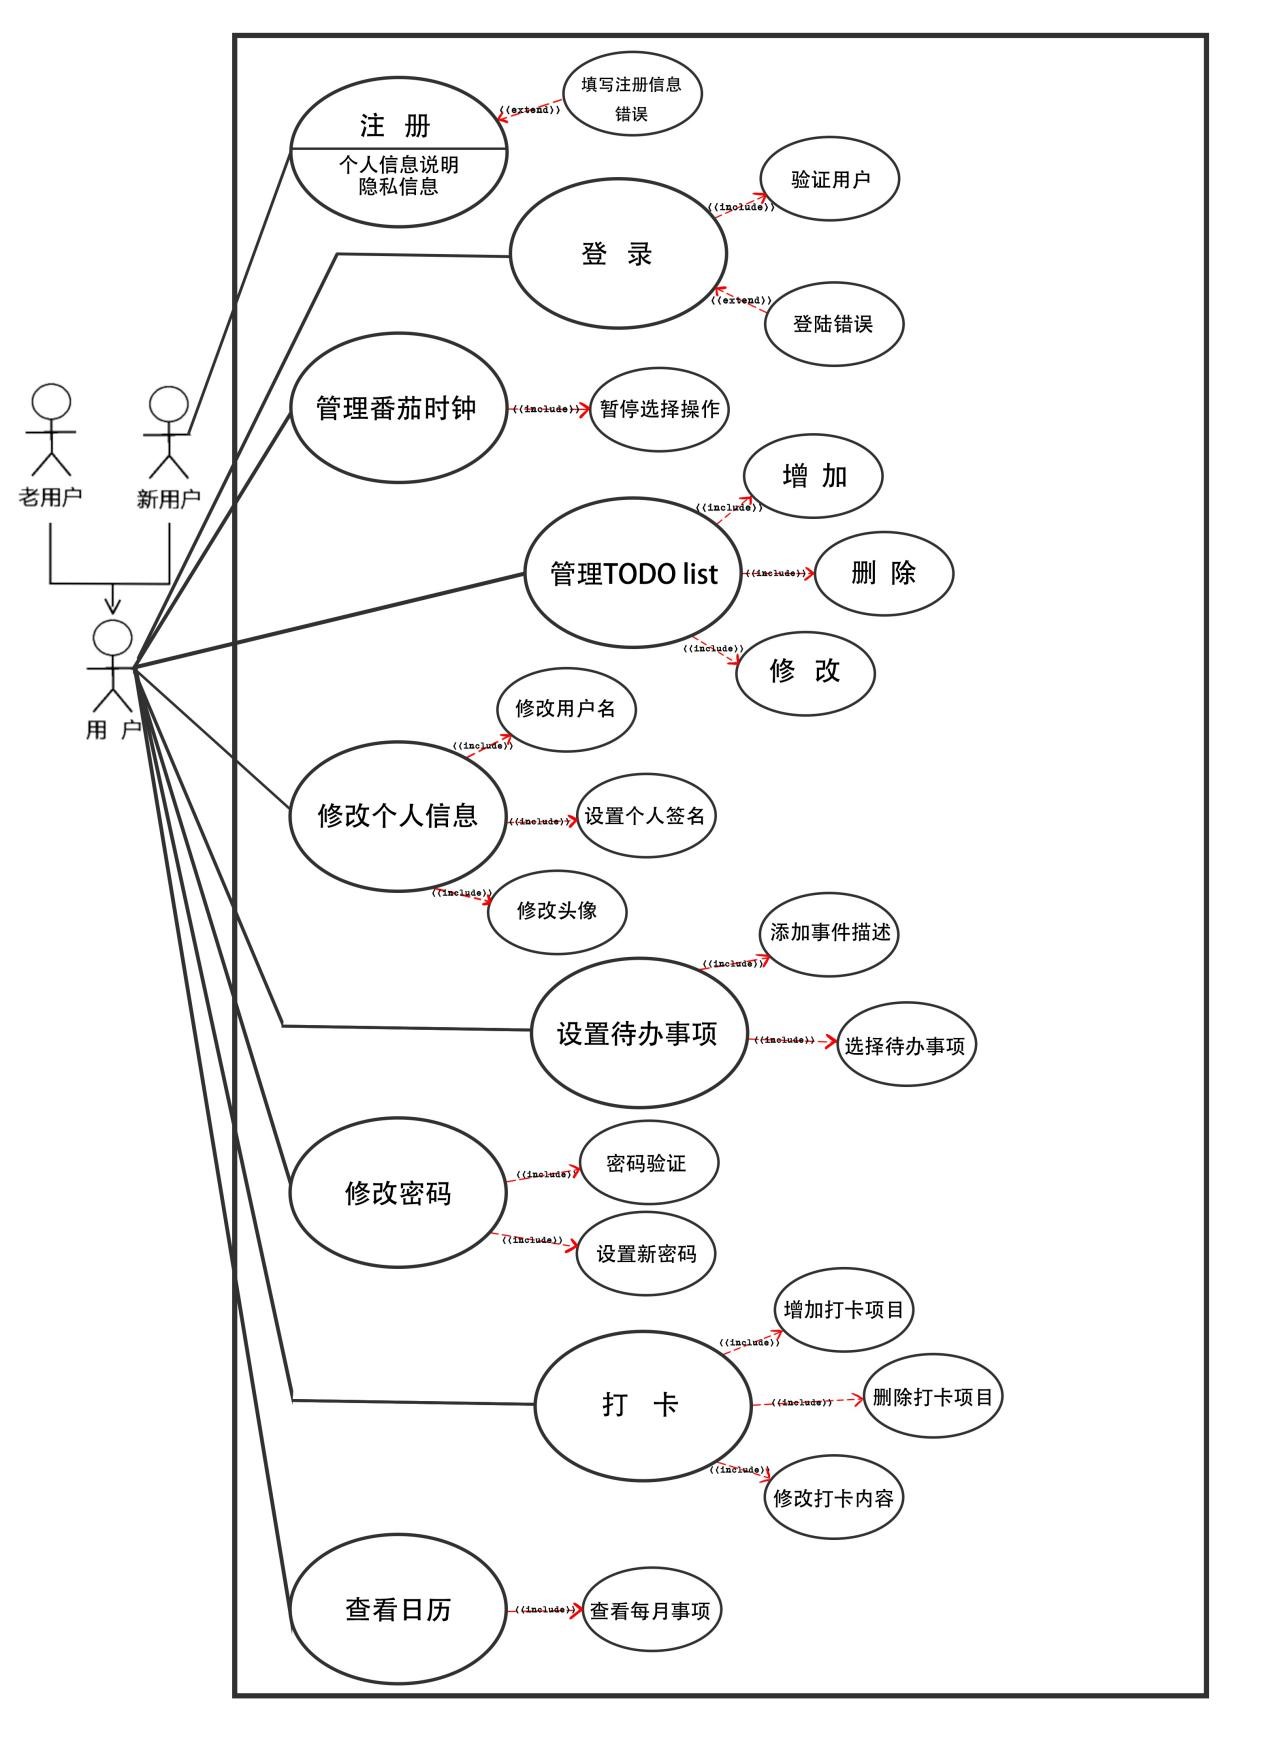 填写注册信息
错误
((extend))
注 册
个人信息说明
隐私信息
验证用户
((include))
登 录
((extend))
登陆错误
管理番茄时钟
((include))
暂停选择操作
老用户
新用户
增 加
((include))
管理TODO list
((include))
删 除
((include))
修 改
用 户
修改用户名
((include))
修改个人信息
((include))
设置个人签名
((include))
修改头像
添加事件描述
((include))
设置待办事项
((include))
选择待办事项
密码验证
((include))
修改密码
((include))
设置新密码
增加打卡项目
((include))
打 卡
((include))
删除打卡项目
((include))
修改打卡内容
查看日历
((include))
查看每月事项